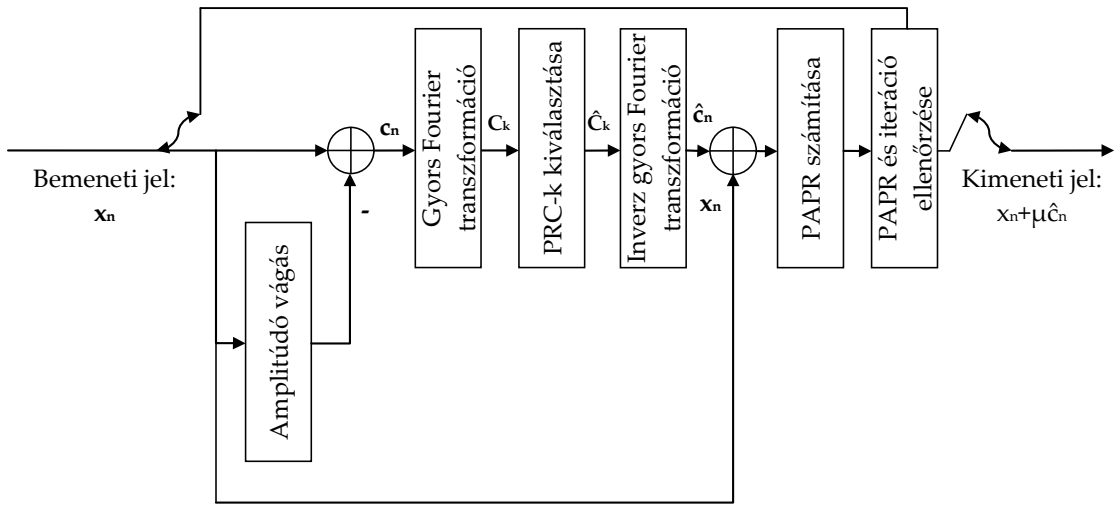 Bemeneti jel:
xn
Amplitúdó vágás
-
cn
Gyors Fourier
transzformáció
Ck
PRC-k kiválasztása
Ĉk
Inverz gyors Fourier
transzformáció
ĉn
xn
PAPR számítása
PAPR és iteráció
ellenőrzése
Kimeneti jel:
xn+μĉn